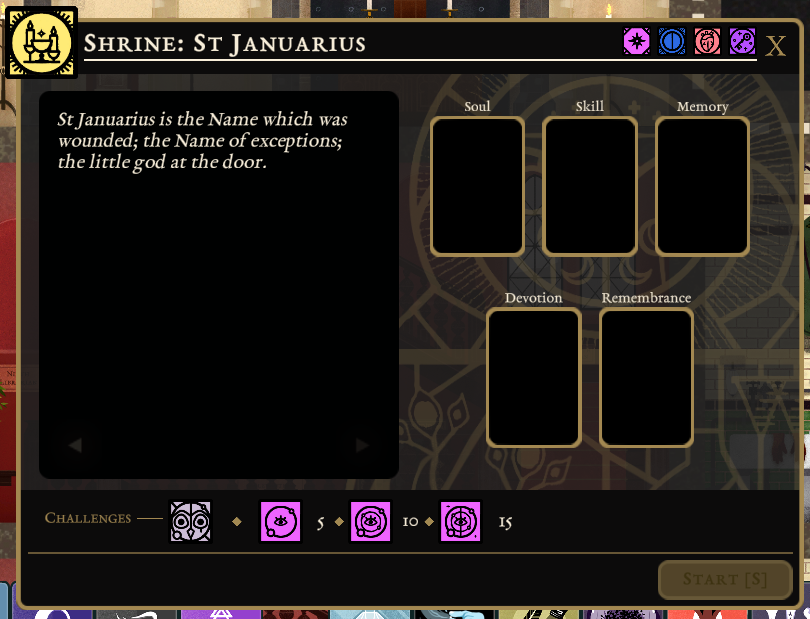 Shrine: St Januarius
X
St Januarius is the Name which was
wounded; the Name of exceptions;
the little god at the door.
Soul Skill Memory
Devotion Remembrance
Challenges 5 10 15
Start [S]